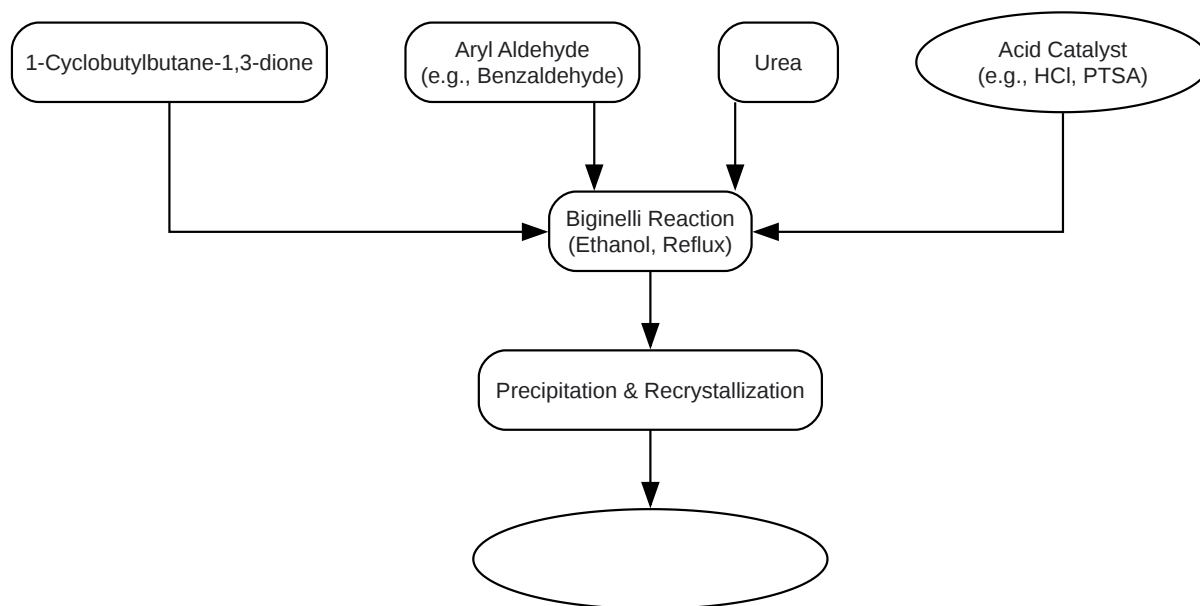 1-Cyclobutylbutane-1,3-dione
Aryl Aldehyde
(e.g., Benzaldehyde)
Urea
Acid Catalyst
(e.g., HCl, PTSA)
Biginelli Reaction
(Ethanol, Reflux)
Precipitation & Recrystallization